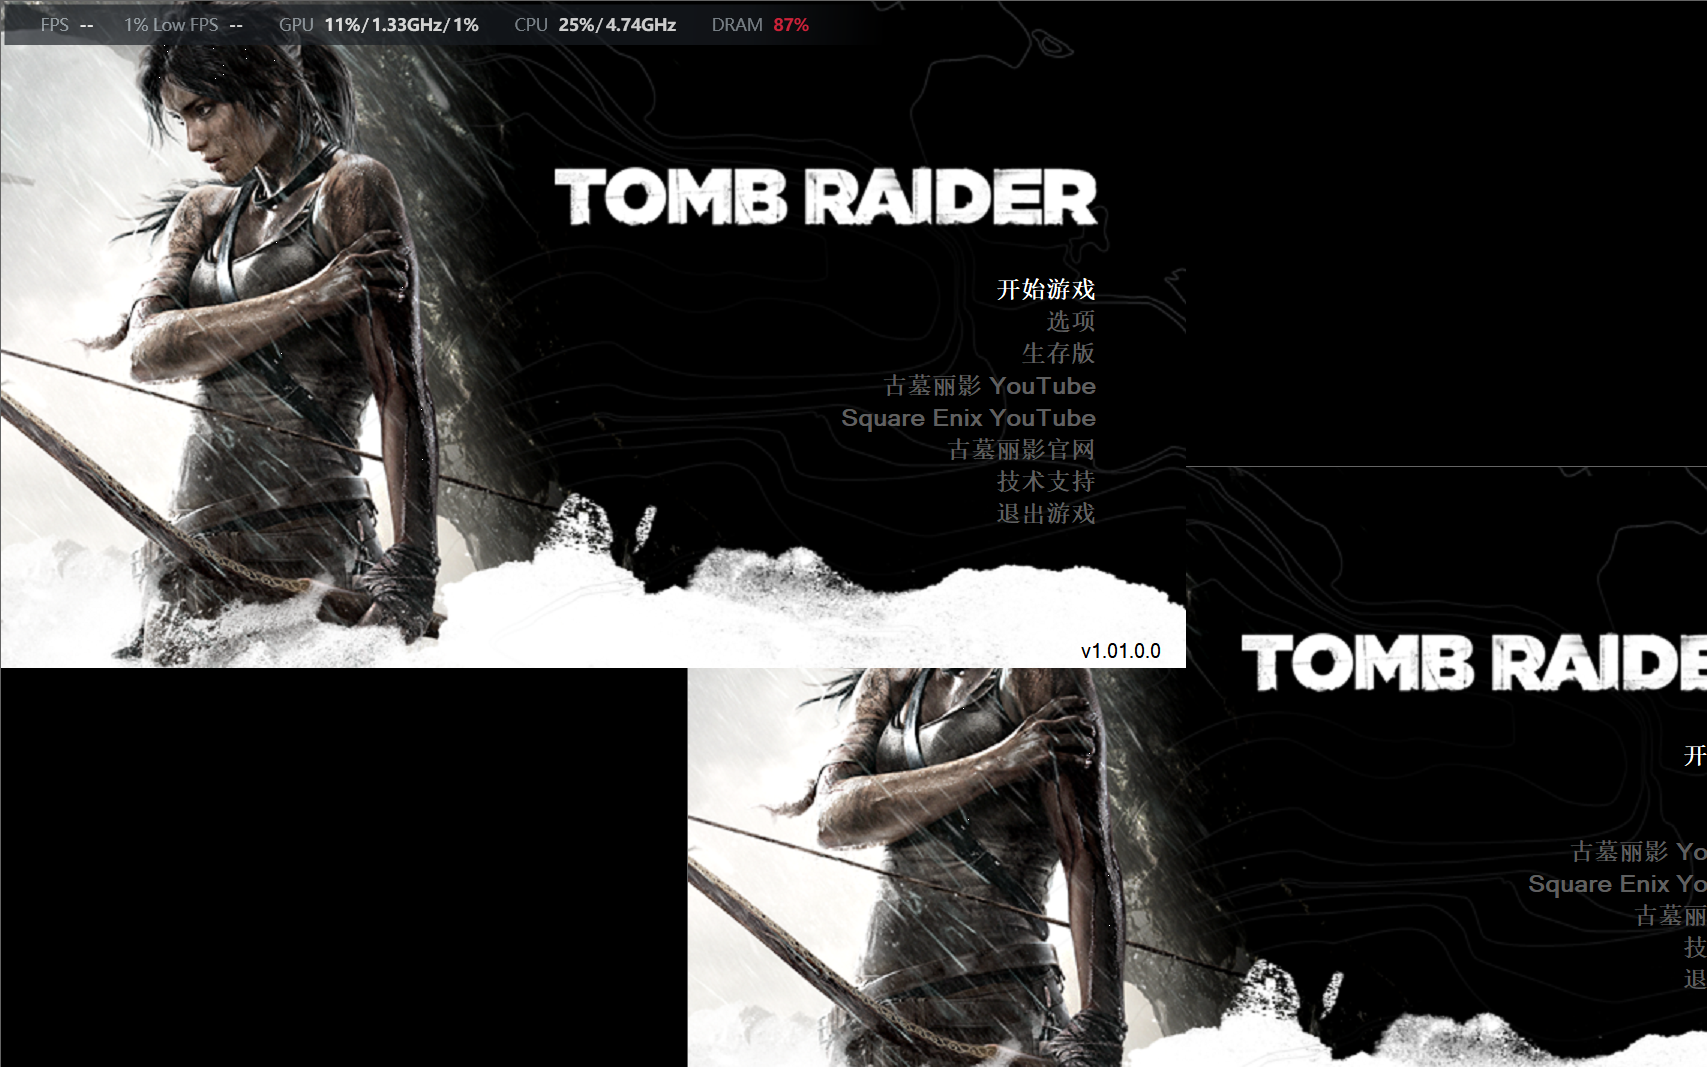 FPS -- 1% Low FPS -- GPU 11%/1.33GHz/1% CPU 25%/4.74GHz DRAM 87%
TOMB RAIDER
开始游戏
选项
生存版
古墓丽影 YouTube
Square Enix YouTube
古墓丽影官网
技术支持
退出游戏
v1.01.0.0
TOMB RAIDE
开
古墓丽影 Yo
Square Enix Yo
古墓丽
技
退